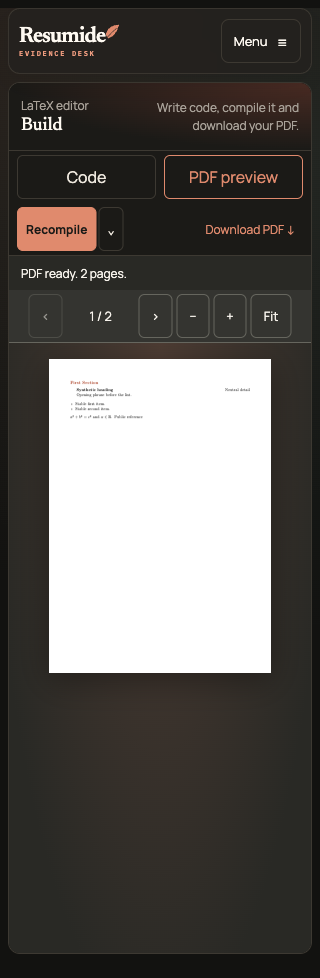 Resumide
EVIDENCE DESK
Menu ≡
LaTeX editor
Build
Write code, compile it and
download your PDF.
Code
PDF preview
Recompile
Download PDF ↓
PDF ready. 2 pages.
‹ 1 / 2 › − + Fit
First Section
Synthetic heading Neutral detail
Opening phrase before the list.
Stable first item.
Stable second item.